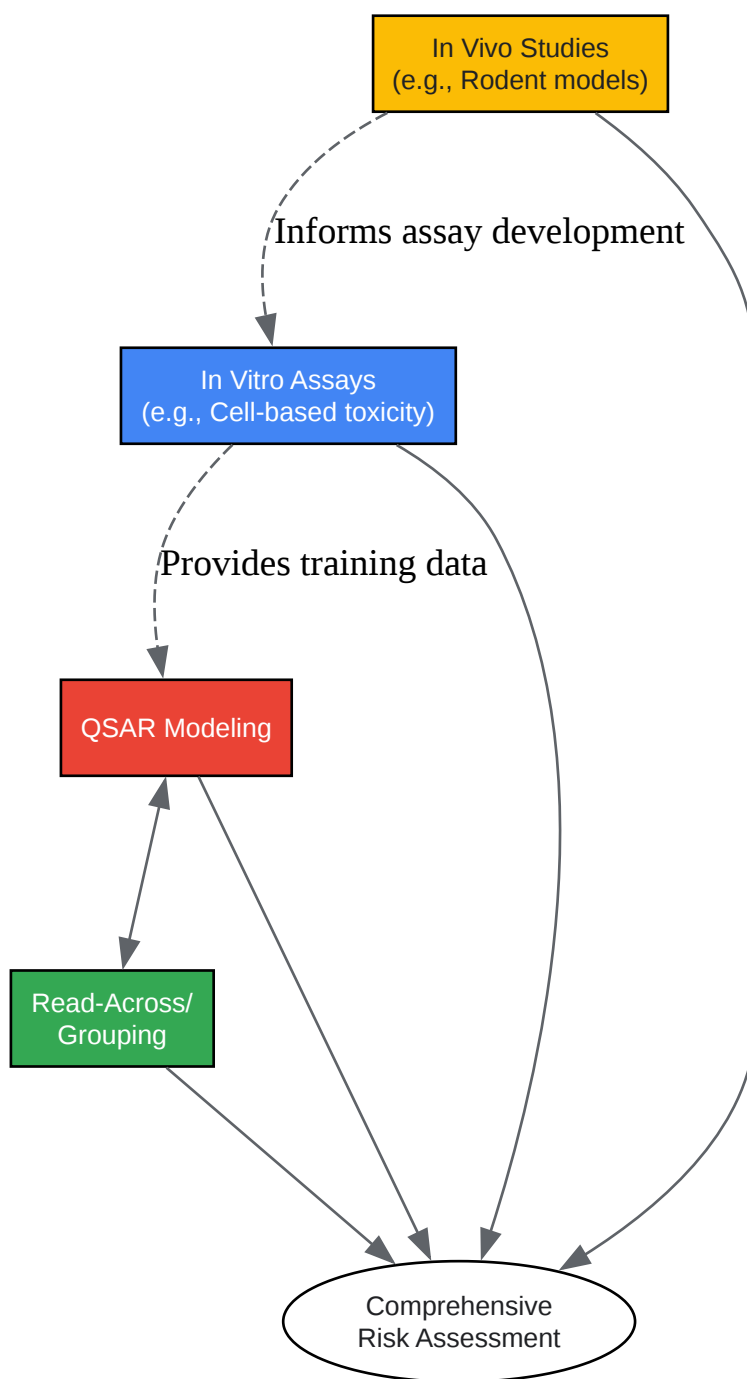 In Vivo Studies
(e.g., Rodent models)
Informs assay development
In Vitro Assays
(e.g., Cell-based toxicity)
Provides training data
QSAR Modeling
Read-Across/
Grouping
Comprehensive
Risk Assessment